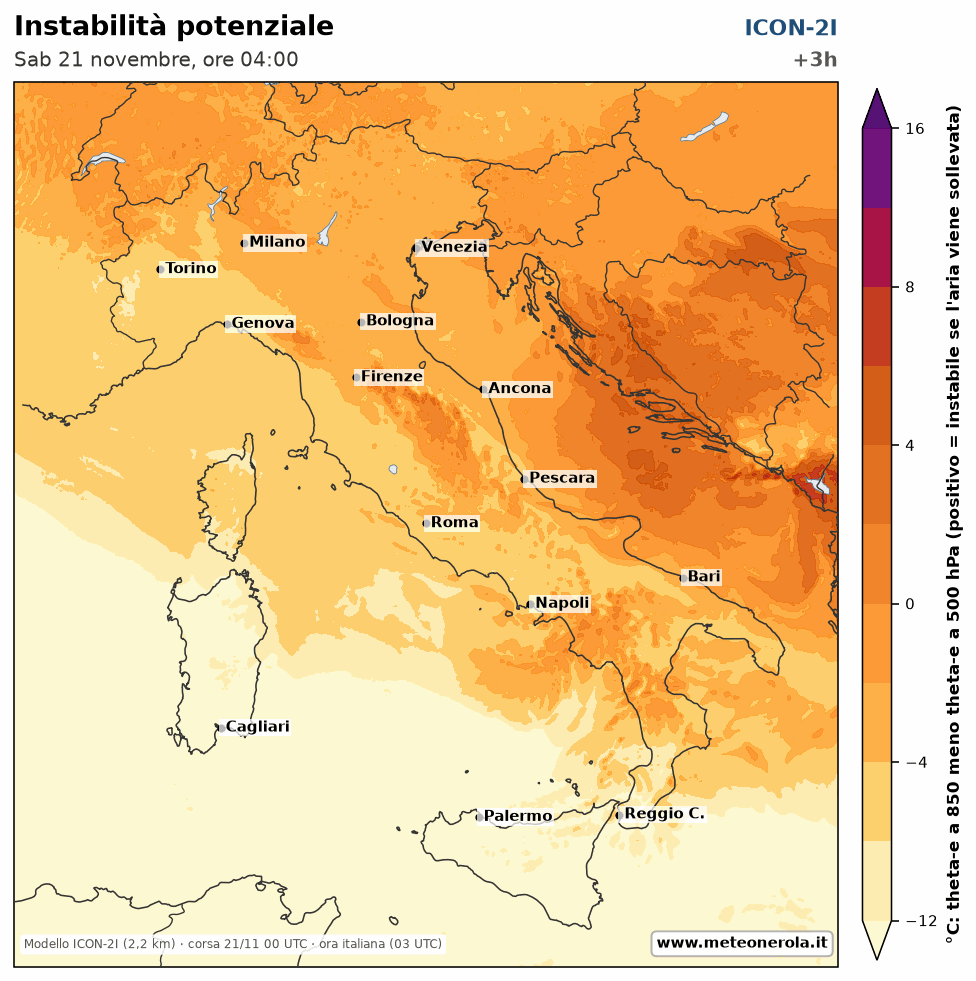 Instabilità potenziale
ICON-2I
Sab 21 novembre, ore 04:00
+3h
Milano
Venezia
Torino
Genova
Bologna
Firenze
Ancona
Pescara
Roma
Bari
Napoli
Cagliari
Palermo
Reggio C.
16
8
4
0
−4
−12
°C: theta-e a 850 meno theta-e a 500 hPa (positivo = instabile se l'aria viene sollevata)
Modello ICON-2I (2,2 km) · corsa 21/11 00 UTC · ora italiana (03 UTC)
www.meteonerola.it